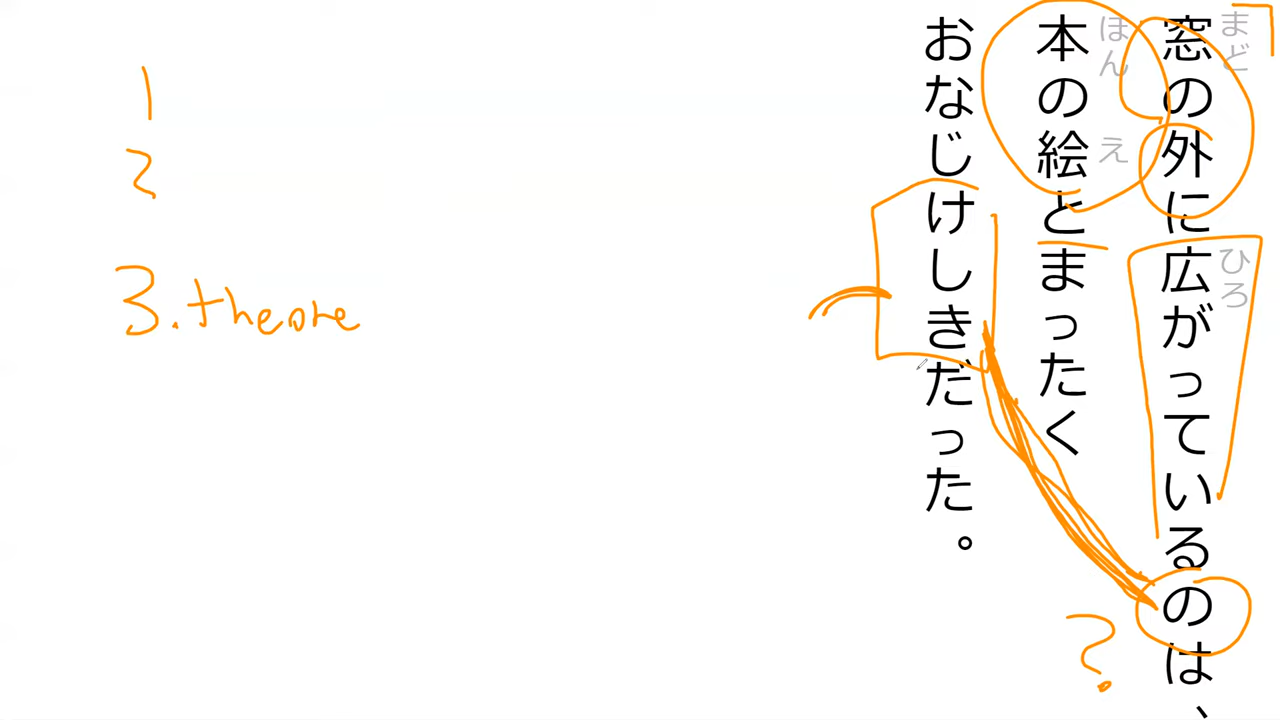 窓の外に広がっているのは、
まど
ひろ
本の絵とまったく
ほん
え
おなじけしきだった。
?
1
2
3. theore